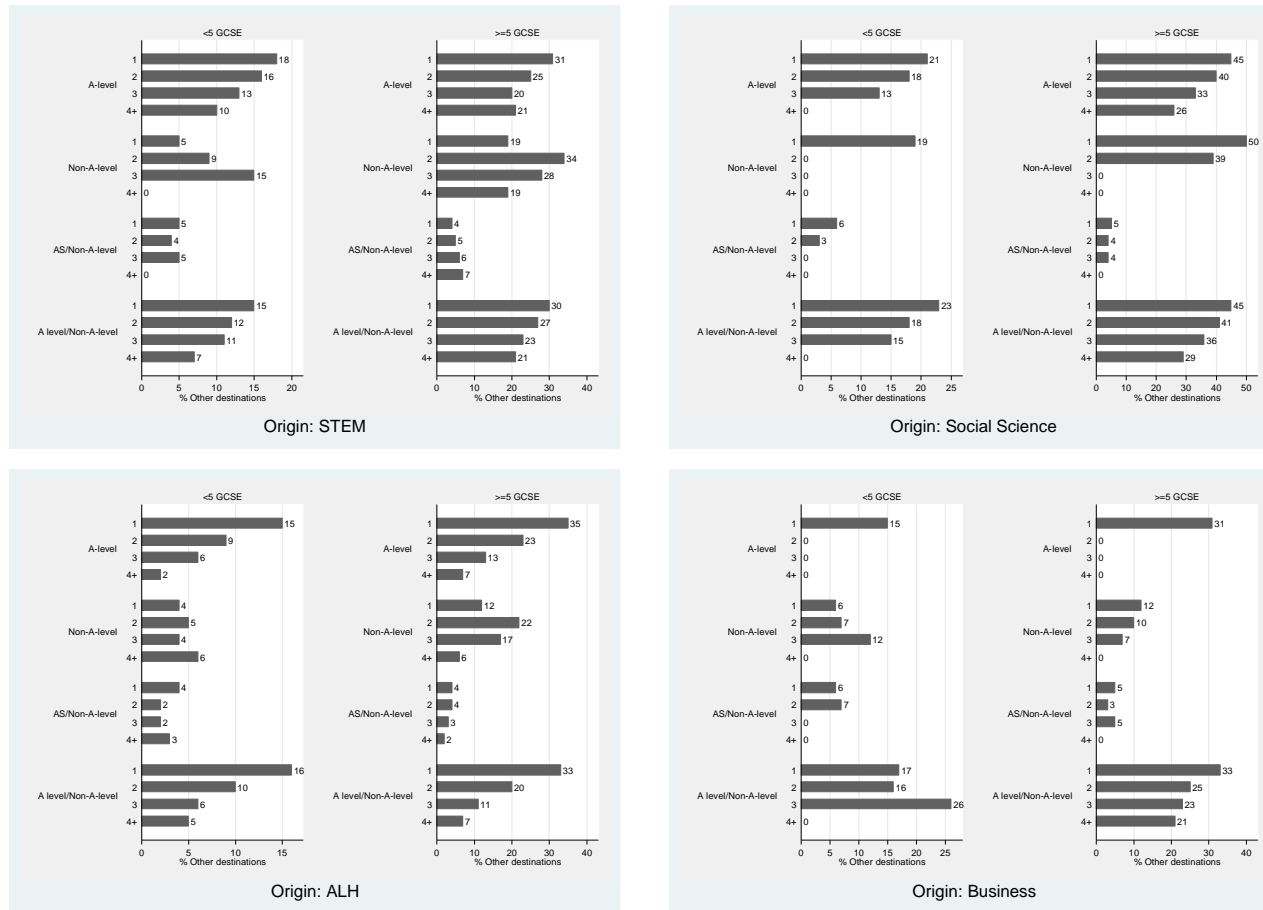 <5 GCSE
1 18
2 16
A-level
3 13
4+ 10
1 5
2 9
Non-A-level
3 15
4+ 0
1 5
2 4
AS/Non-A-level
3 5
4+ 0
1 15
2 12
A level/Non-A-level
3 11
4+ 7
0 5 10 15 20
% Other destinations
>=5 GCSE
1 31
2 25
A-level
3 20
4+ 21
1 19
2 34
Non-A-level
3 28
4+ 19
1 4
2 5
AS/Non-A-level
3 6
4+ 7
1 30
2 27
A level/Non-A-level
3 23
4+ 21
0 10 20 30 40
% Other destinations
Origin: STEM
<5 GCSE
1 21
2 18
A-level
3 13
4+ 0
1 19
2 0
Non-A-level
3 0
4+ 0
1 6
2 3
AS/Non-A-level
3 0
4+ 0
1 23
2 18
A level/Non-A-level
3 15
4+ 0
0 5 10 15 20 25
% Other destinations
>=5 GCSE
1 45
2 40
A-level
3 33
4+ 26
1 50
2 39
Non-A-level
3 0
4+ 0
1 5
2 4
AS/Non-A-level
3 4
4+ 0
1 45
2 41
A level/Non-A-level
3 36
4+ 29
0 10 20 30 40 50
% Other destinations
Origin: Social Science
<5 GCSE
1 15
2 9
A-level
3 6
4+ 2
1 4
2 5
Non-A-level
3 4
4+ 6
1 4
2 2
AS/Non-A-level
3 2
4+ 3
1 16
2 10
A level/Non-A-level
3 6
4+ 5
0 5 10 15
% Other destinations
>=5 GCSE
1 35
2 23
A-level
3 13
4+ 7
1 12
2 22
Non-A-level
3 17
4+ 6
1 4
2 4
AS/Non-A-level
3 3
4+ 2
1 33
2 20
A level/Non-A-level
3 11
4+ 7
0 10 20 30 40
% Other destinations
Origin: ALH
<5 GCSE
1 15
2 0
A-level
3 0
4+ 0
1 6
2 7
Non-A-level
3 12
4+ 0
1 6
2 7
AS/Non-A-level
3 0
4+ 0
1 17
2 16
A level/Non-A-level
3 26
4+ 0
0 5 10 15 20 25
% Other destinations
>=5 GCSE
1 31
2 0
A-level
3 0
4+ 0
1 12
2 10
Non-A-level
3 7
4+ 0
1 5
2 3
AS/Non-A-level
3 5
4+ 0
1 33
2 25
A level/Non-A-level
3 23
4+ 21
0 10 20 30 40
% Other destinations
Origin: Business